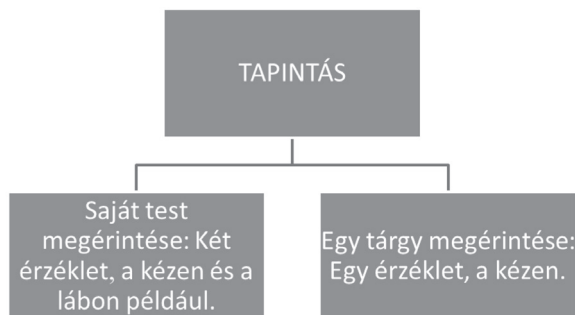 TAPINTÁS
Saját test
megérintése: Két
érzéklet, a kézen és a
lábon például.
Egy tárgy megérintése:
Egy érzéklet, a kézen.